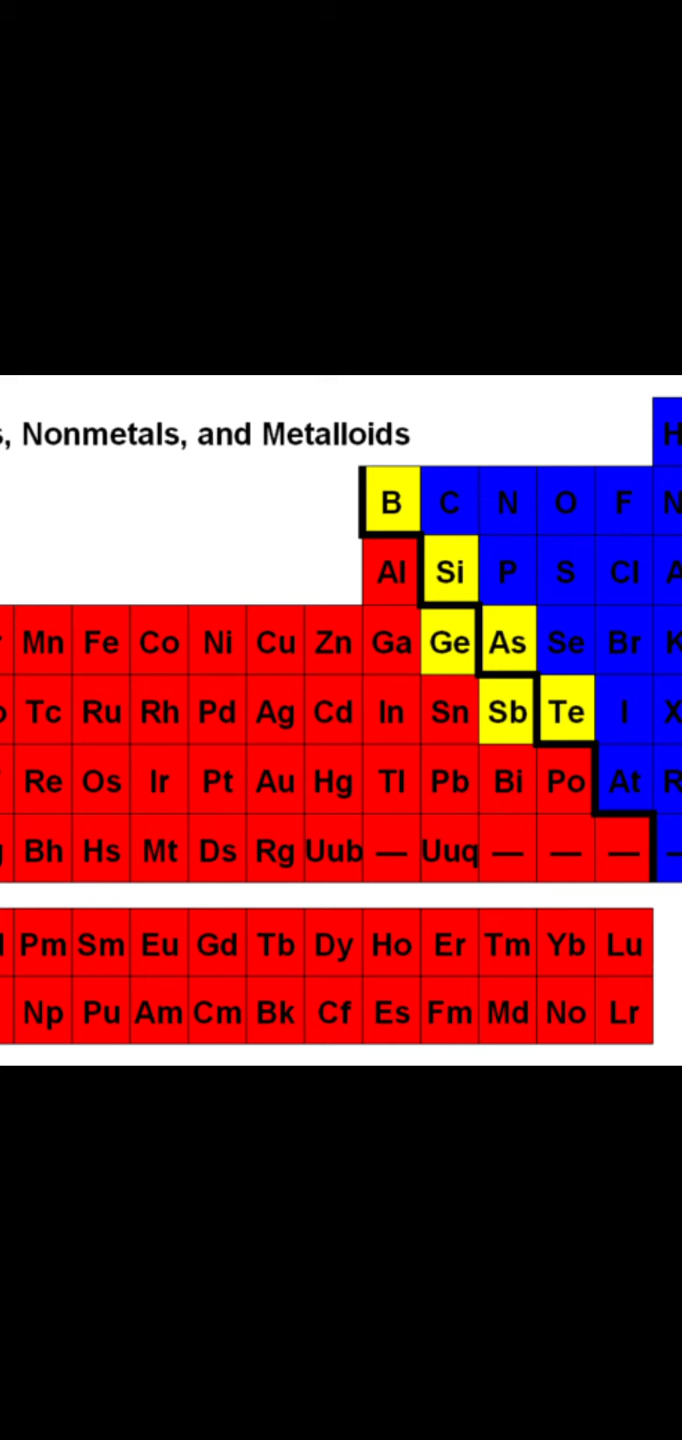 , Nonmetals, and Metalloids
H
B C N O F N
Al Si P S Cl A
Mn Fe Co Ni Cu Zn Ga Ge As Se Br K
Tc Ru Rh Pd Ag Cd In Sn Sb Te I X
Re Os Ir Pt Au Hg Tl Pb Bi Po At R
Bh Hs Mt Ds Rg Uub — Uuq — — — –
Pm Sm Eu Gd Tb Dy Ho Er Tm Yb Lu
Np Pu Am Cm Bk Cf Es Fm Md No Lr